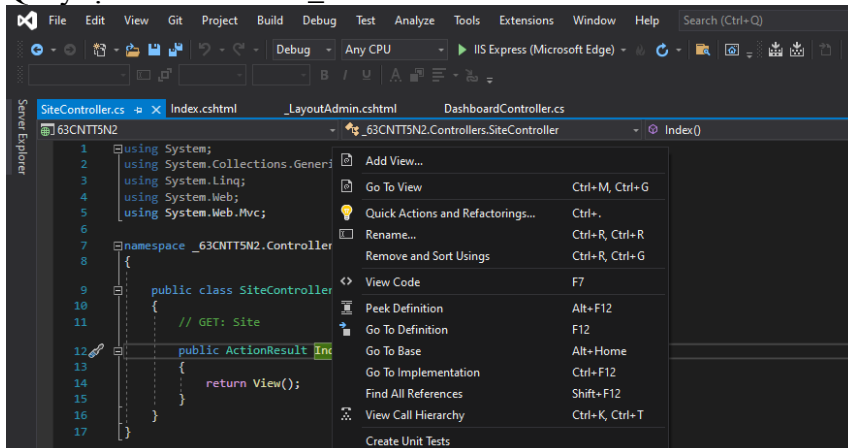 File Edit View Git Project Build Debug Test Analyze Tools Extensions Window Help Search (Ctrl+Q)
Debug Any CPU IIS Express (Microsoft Edge)
B I U A
SiteController.cs Index.cshtml _LayoutAdmin.cshtml DashboardController.cs
63CNTT5N2 _63CNTT5N2.Controllers.SiteController Index()
Server Explorer
1 using System;
2 using System.Collections.Generi
3 using System.Linq;
4 using System.Web;
5 using System.Web.Mvc;
6
7 namespace _63CNTT5N2.Controller
8 {
9 public class SiteController
10 {
11 // GET: Site
12 public ActionResult Ind
13 {
14 return View();
15 }
16 }
17 }
Add View...
Go To View Ctrl+M, Ctrl+G
Quick Actions and Refactorings... Ctrl+.
Rename... Ctrl+R, Ctrl+R
Remove and Sort Usings Ctrl+R, Ctrl+G
View Code F7
Peek Definition Alt+F12
Go To Definition F12
Go To Base Alt+Home
Go To Implementation Ctrl+F12
Find All References Shift+F12
View Call Hierarchy Ctrl+K, Ctrl+T
Create Unit Tests